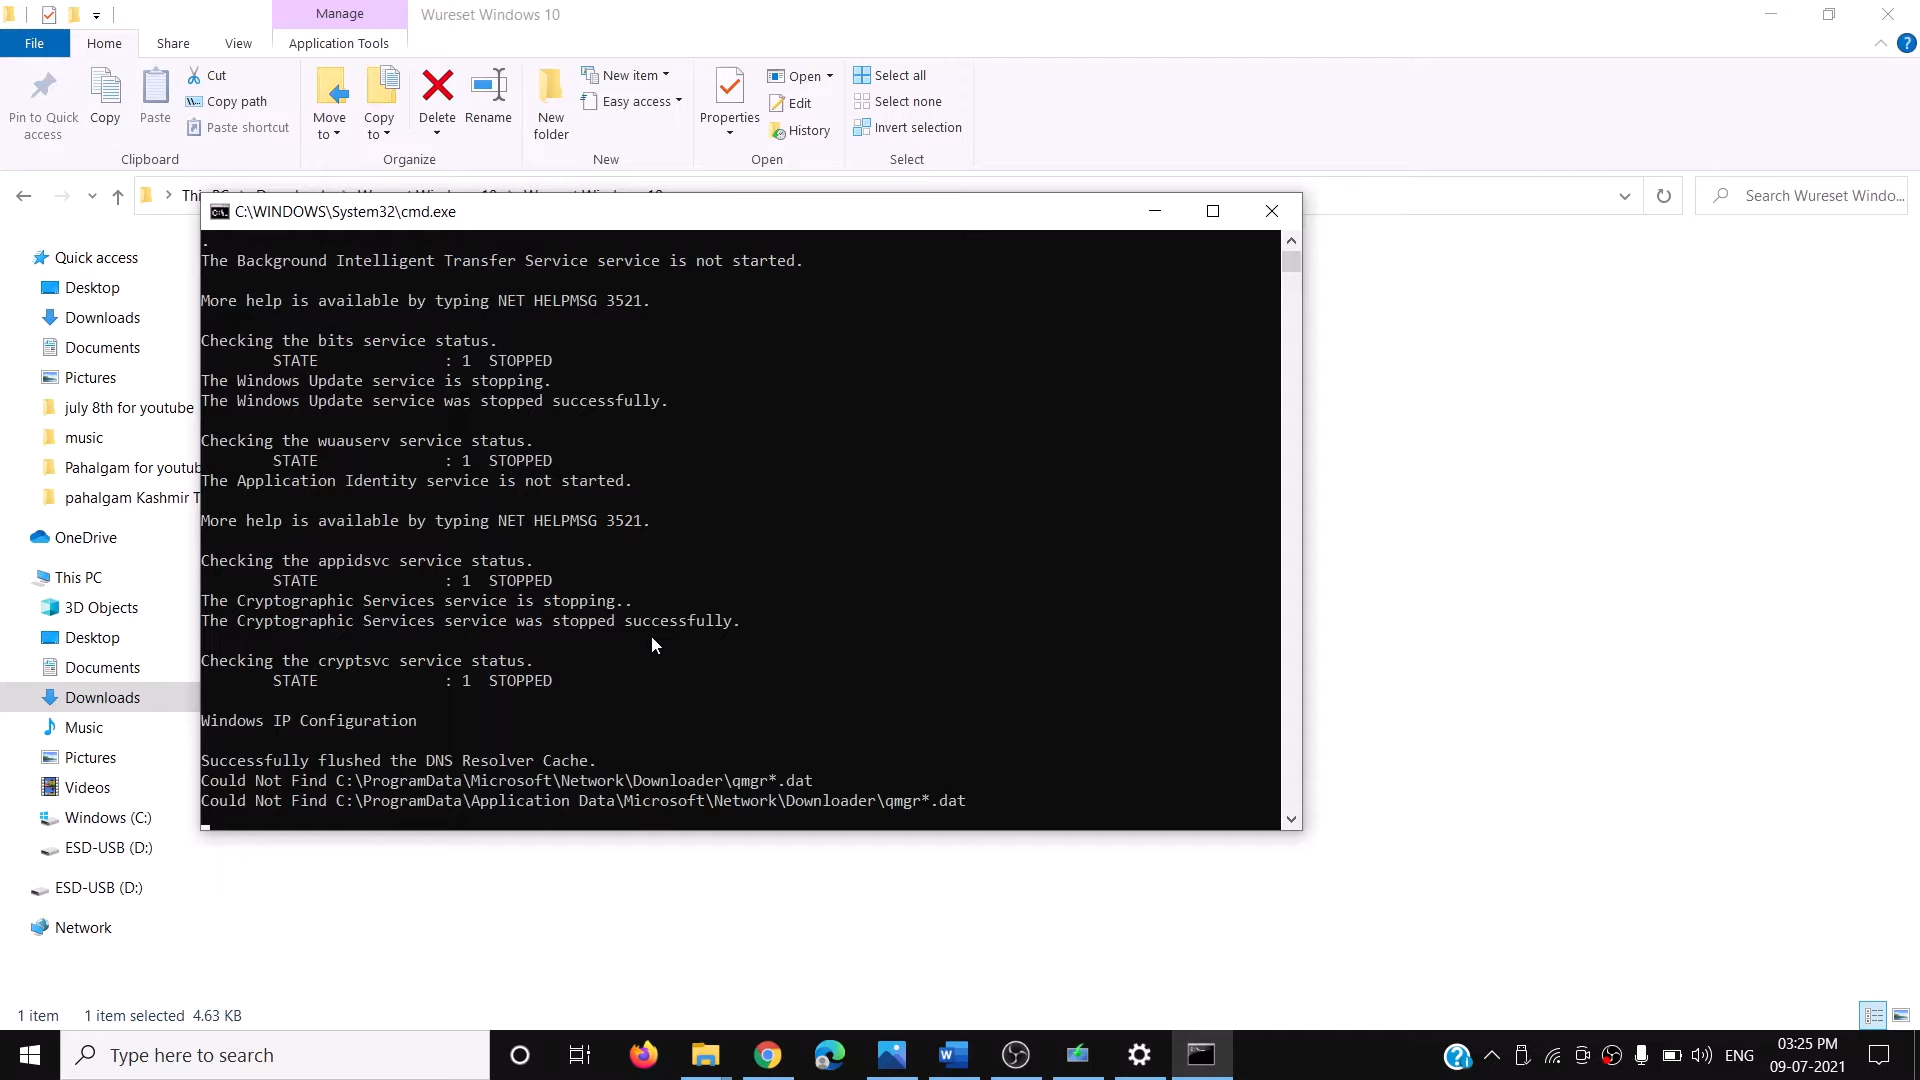 Manage
Wureset Windows 10
File
Home
Share
View
Application Tools
Pin to Quick access
Copy
Paste
Cut
Copy path
Paste shortcut
Clipboard
Move to
Copy to
Delete
Rename
Organize
New folder
New item
Easy access
New
Properties
Open
Edit
History
Open
Select all
Select none
Invert selection
Select
Search Wureset Windo...
C:\WINDOWS\System32\cmd.exe
.
The Background Intelligent Transfer Service service is not started.
More help is available by typing NET HELPMSG 3521.
Checking the bits service status.
STATE : 1 STOPPED
The Windows Update service is stopping.
The Windows Update service was stopped successfully.
Checking the wuauserv service status.
STATE : 1 STOPPED
The Application Identity service is not started.
More help is available by typing NET HELPMSG 3521.
Checking the appidsvc service status.
STATE : 1 STOPPED
The Cryptographic Services service is stopping..
The Cryptographic Services service was stopped successfully.
Checking the cryptsvc service status.
STATE : 1 STOPPED
Windows IP Configuration
Successfully flushed the DNS Resolver Cache.
Could Not Find C:\ProgramData\Microsoft\Network\Downloader\qmgr*.dat
Could Not Find C:\ProgramData\Application Data\Microsoft\Network\Downloader\qmgr*.dat
Quick access
Desktop
Downloads
Documents
Pictures
july 8th for youtube
music
Pahalgam for youtub
pahalgam Kashmir T
OneDrive
This PC
3D Objects
Desktop
Documents
Downloads
Music
Pictures
Videos
Windows (C:)
ESD-USB (D:)
ESD-USB (D:)
Network
1 item
1 item selected 4.63 KB
Type here to search
ENG
03:25 PM
09-07-2021